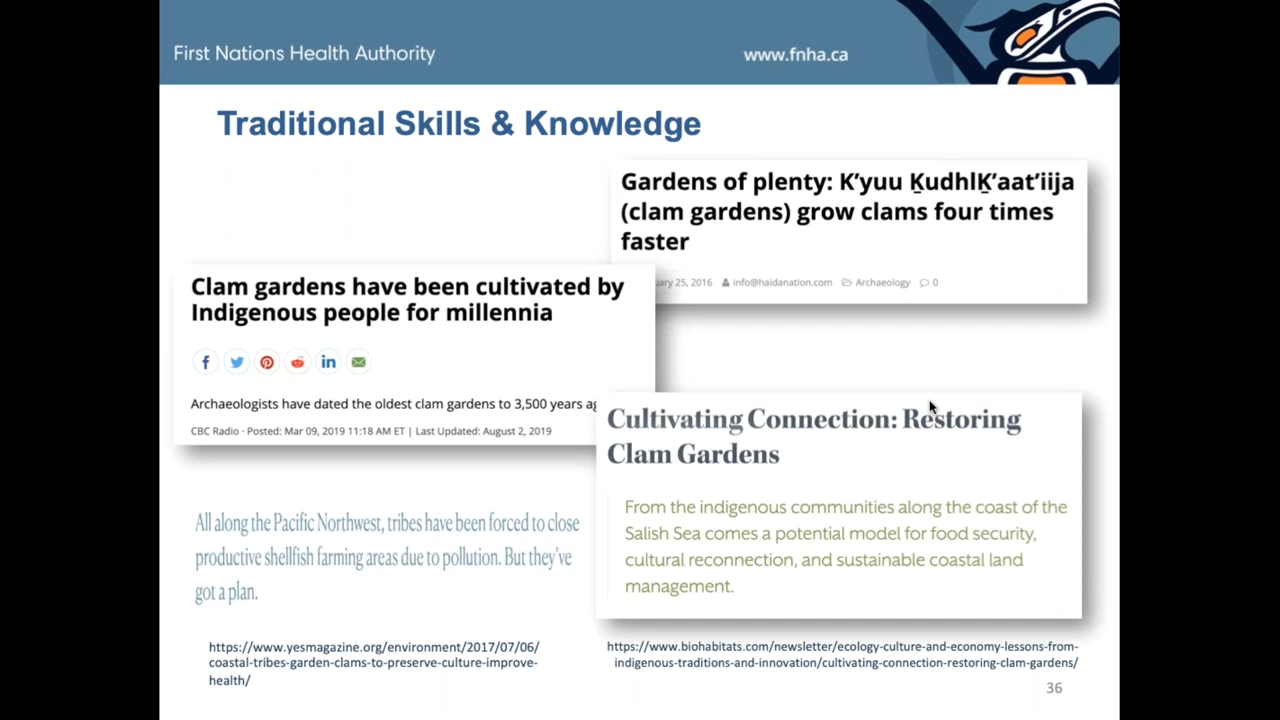 First Nations Health Authority
www.fnha.ca
Traditional Skills & Knowledge
Gardens of plenty: K’yuu ḴudhlḴ’aat’iija
(clam gardens) grow clams four times
faster
25, 2016 info@haidanation.com Archaeology 0
Clam gardens have been cultivated by
Indigenous people for millennia
Archaeologists have dated the oldest clam gardens to 3,500 years
CBC Radio · Posted: Mar 09, 2019 11:18 AM ET | Last Updated: August 2, 2019
Cultivating Connection: Restoring
Clam Gardens
From the indigenous communities along the coast of the
Salish Sea comes a potential model for food security,
cultural reconnection, and sustainable coastal land
management.
All along the Pacific Northwest, tribes have been forced to close
productive shellfish farming areas due to pollution. But they’ve
got a plan.
https://www.yesmagazine.org/environment/2017/07/06/
coastal-tribes-garden-clams-to-preserve-culture-improve-
health/
https://www.biohabitats.com/newsletter/ecology-culture-and-economy-lessons-from-
indigenous-traditions-and-innovation/cultivating-connection-restoring-clam-gardens/
36